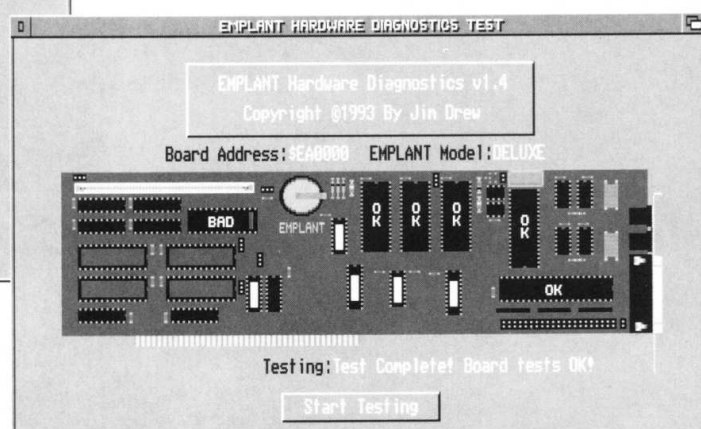 EMPLANT HARDWARE DIAGNOSTICS TEST
EMPLANT Hardware Diagnostics v1.4
Copyright @1993 By Jim Drew
Board Address:$EA0000 EMPLANT Model:DELUXE
BAD
EMPLANT
OK
OK
OK
OK
OK
Testing:Test Complete! Board tests OK!
Start Testing